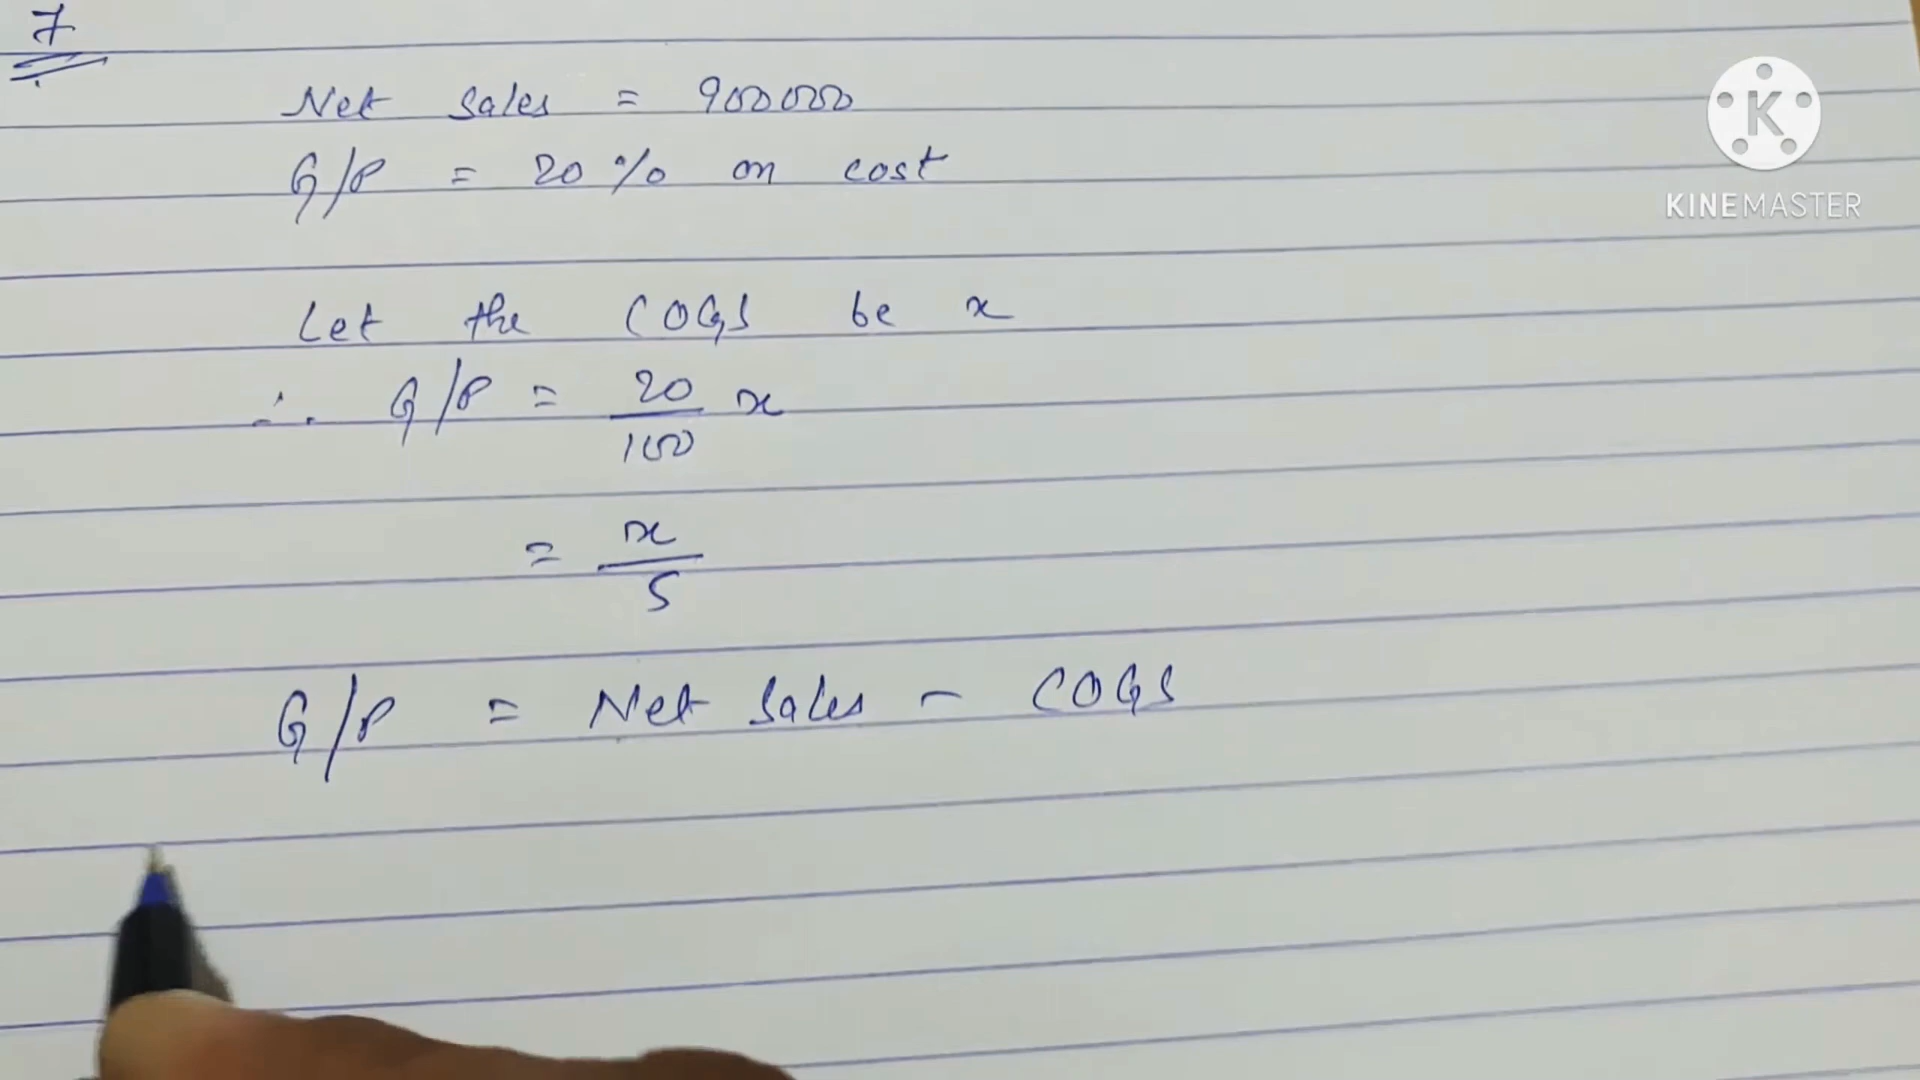 7
Net Sales = 900000
G/P = 20% on cost
Let the COGS be x
∴ G/P = 20/100 x
= x/5
G/P = Net Sales - COGS
K
KINEMASTER